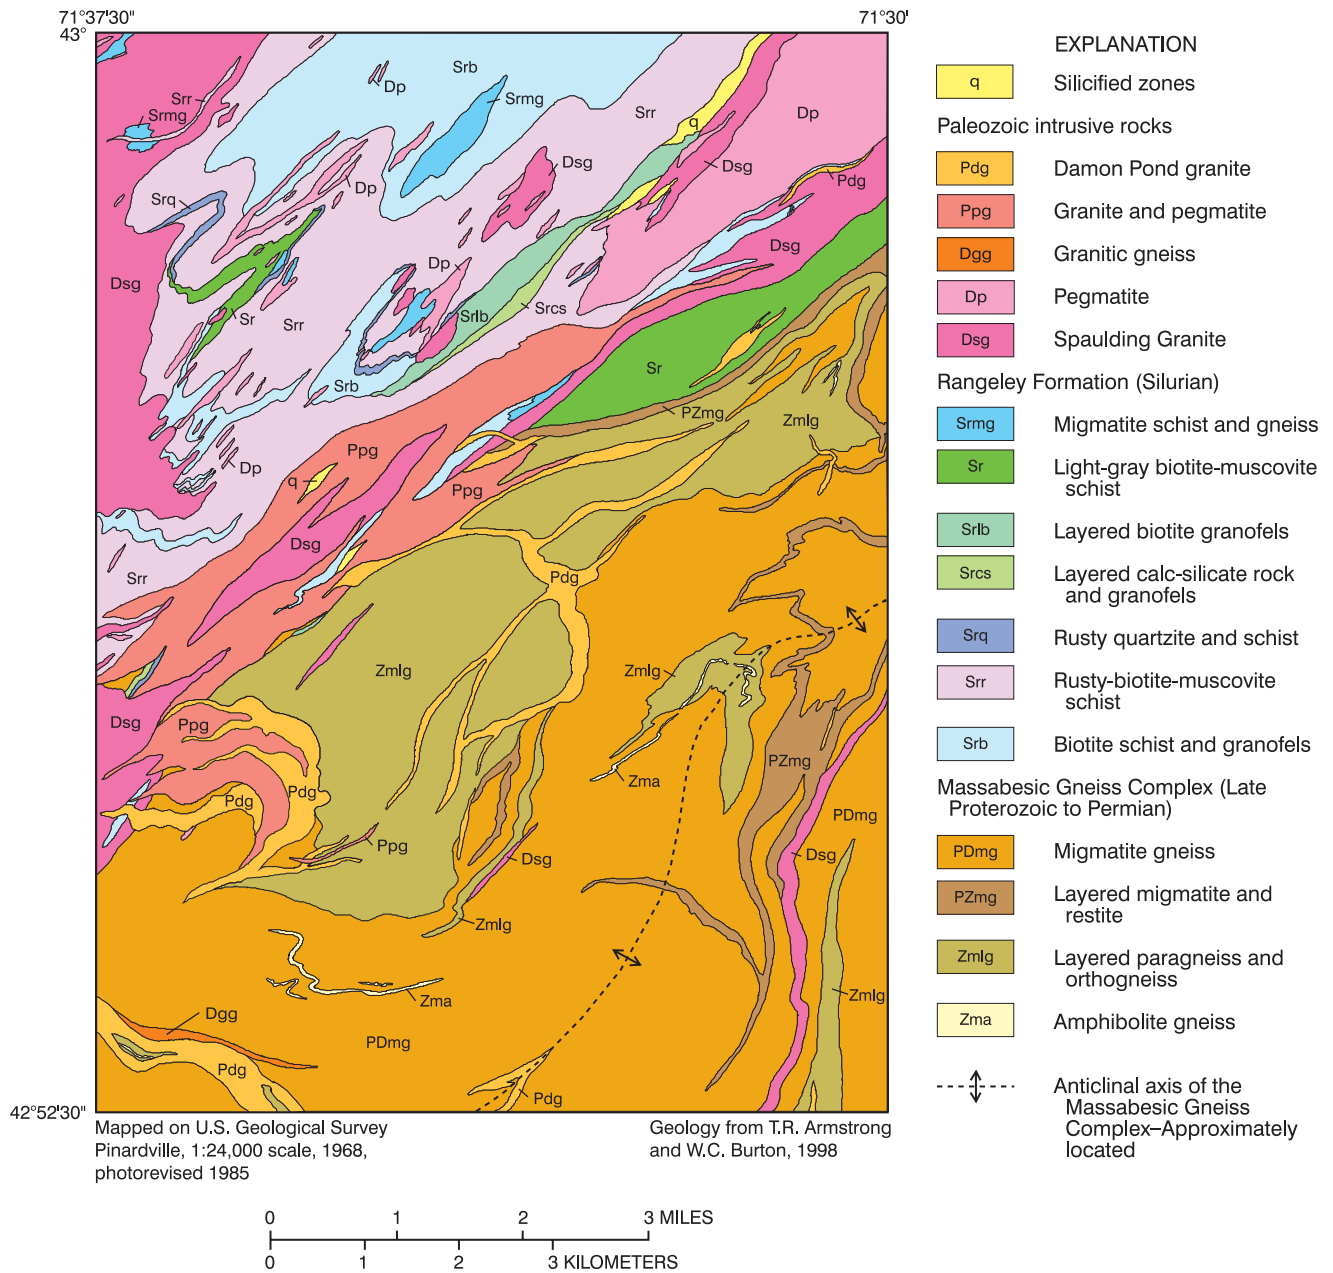 71°37'30"
71°30'
43°
Srb
Dp
Srr
Srmg
Srmg
Srr
q
Dp
Dsg
Dsg
Pdg
Dp
Srq
Dsg
Dsg
Dp
Srcs
Srlb
Sr
Srr
Srb
Sr
PZmg
Zmlg
Ppg
Dp
q
Ppg
Dsg
Srr
Pdg
Zmlg
Zmlg
Dsg
Ppg
PZmg
Zma
Pdg
Pdg
PDmg
Ppg
Dsg
Dsg
Zmlg
Zmlg
Zma
Dgg
PDmg
Pdg
Pdg
42°52'30"
Mapped on U.S. Geological Survey
Pinardville, 1:24,000 scale, 1968,
photorevised 1985
Geology from T.R. Armstrong
and W.C. Burton, 1998
0 1 2 3 MILES
0 1 2 3 KILOMETERS
EXPLANATION
q Silicified zones
Paleozoic intrusive rocks
Pdg Damon Pond granite
Ppg Granite and pegmatite
Dgg Granitic gneiss
Dp Pegmatite
Dsg Spaulding Granite
Rangeley Formation (Silurian)
Srmg Migmatite schist and gneiss
Sr Light-gray biotite-muscovite
schist
Srlb Layered biotite granofels
Srcs Layered calc-silicate rock
and granofels
Srq Rusty quartzite and schist
Srr Rusty-biotite-muscovite
schist
Srb Biotite schist and granofels
Massabesic Gneiss Complex (Late
Proterozoic to Permian)
PDmg Migmatite gneiss
PZmg Layered migmatite and
restite
Zmlg Layered paragneiss and
orthogneiss
Zma Amphibolite gneiss
Anticlinal axis of the
Massabesic Gneiss
Complex–Approximately
located